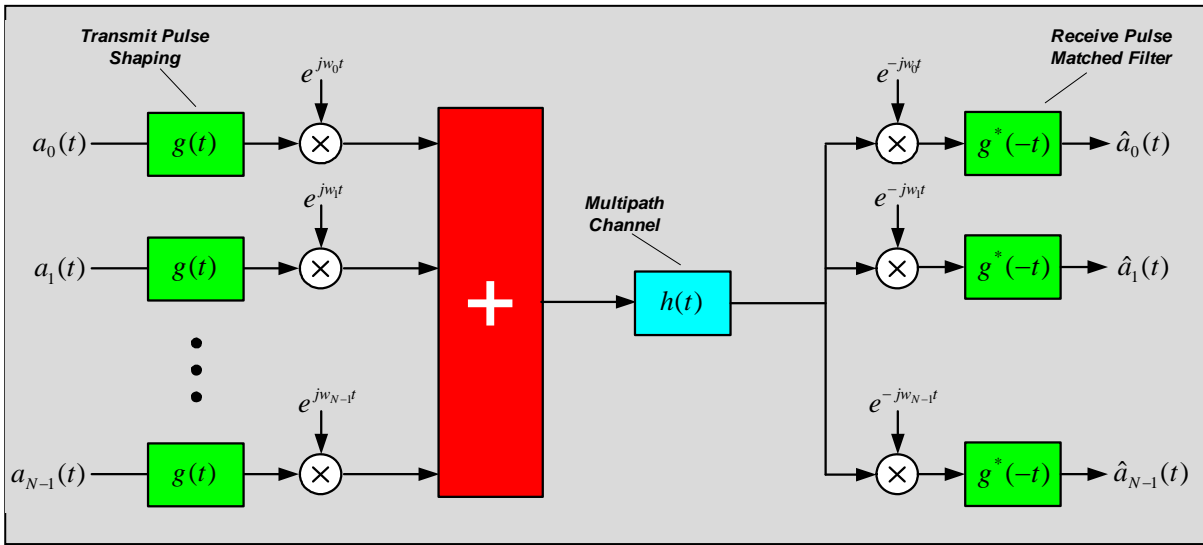 Transmit Pulse
Shaping
Receive Pulse
Matched Filter
e^{jw_0t}
e^{-jw_0t}
a_0(t)
g(t)
×
×
g^*(-t)
â_0(t)
e^{jw_1t}
e^{-jw_1t}
Multipath
Channel
a_1(t)
g(t)
×
+
h(t)
×
g^*(-t)
â_1(t)
e^{jw_{N-1}t}
e^{-jw_{N-1}t}
a_{N-1}(t)
g(t)
×
×
g^*(-t)
â_{N-1}(t)